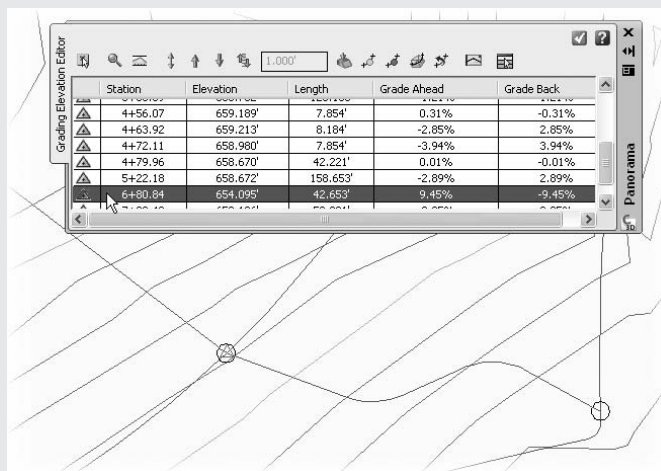 Grading Elevation Editor
1.000'
Station Elevation Length Grade Ahead Grade Back
4+56.07 659.189' 7.854' 0.31% -0.31%
4+63.92 659.213' 8.184' -2.85% 2.85%
4+72.11 658.980' 7.854' -3.94% 3.94%
4+79.96 658.670' 42.221' 0.01% -0.01%
5+22.18 658.672' 158.653' -2.89% 2.89%
6+80.84 654.095' 42.653' 9.45% -9.45%
Panorama